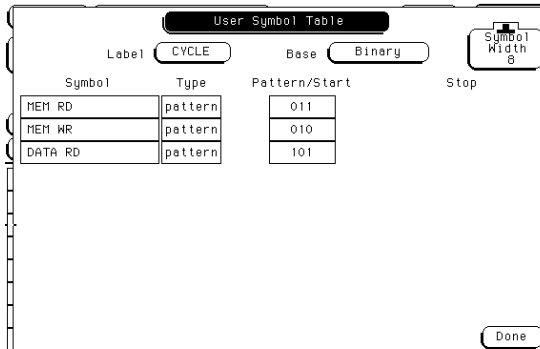 User Symbol Table
Label CYCLE Base Binary
Symbol Width 8
Symbol Type Pattern/Start Stop
MEM RD pattern 011
MEM WR pattern 010
DATA RD pattern 101
Done